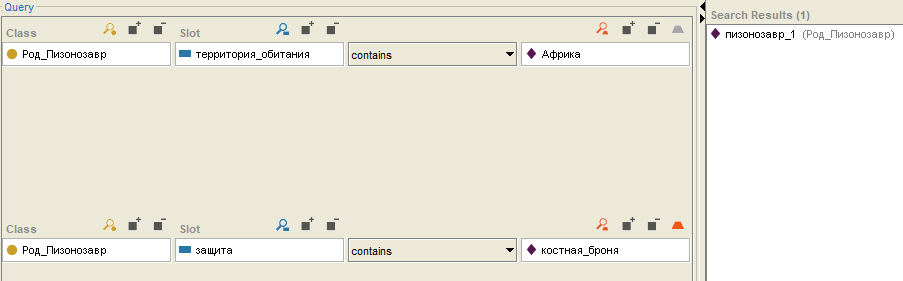 Query
Class Slot
Род_Пизонозавр территория_обитания contains Африка
Class Slot
Род_Пизонозавр защита contains костная_броня
Search Results (1)
пизонозавр_1 (Род_Пизонозавр)